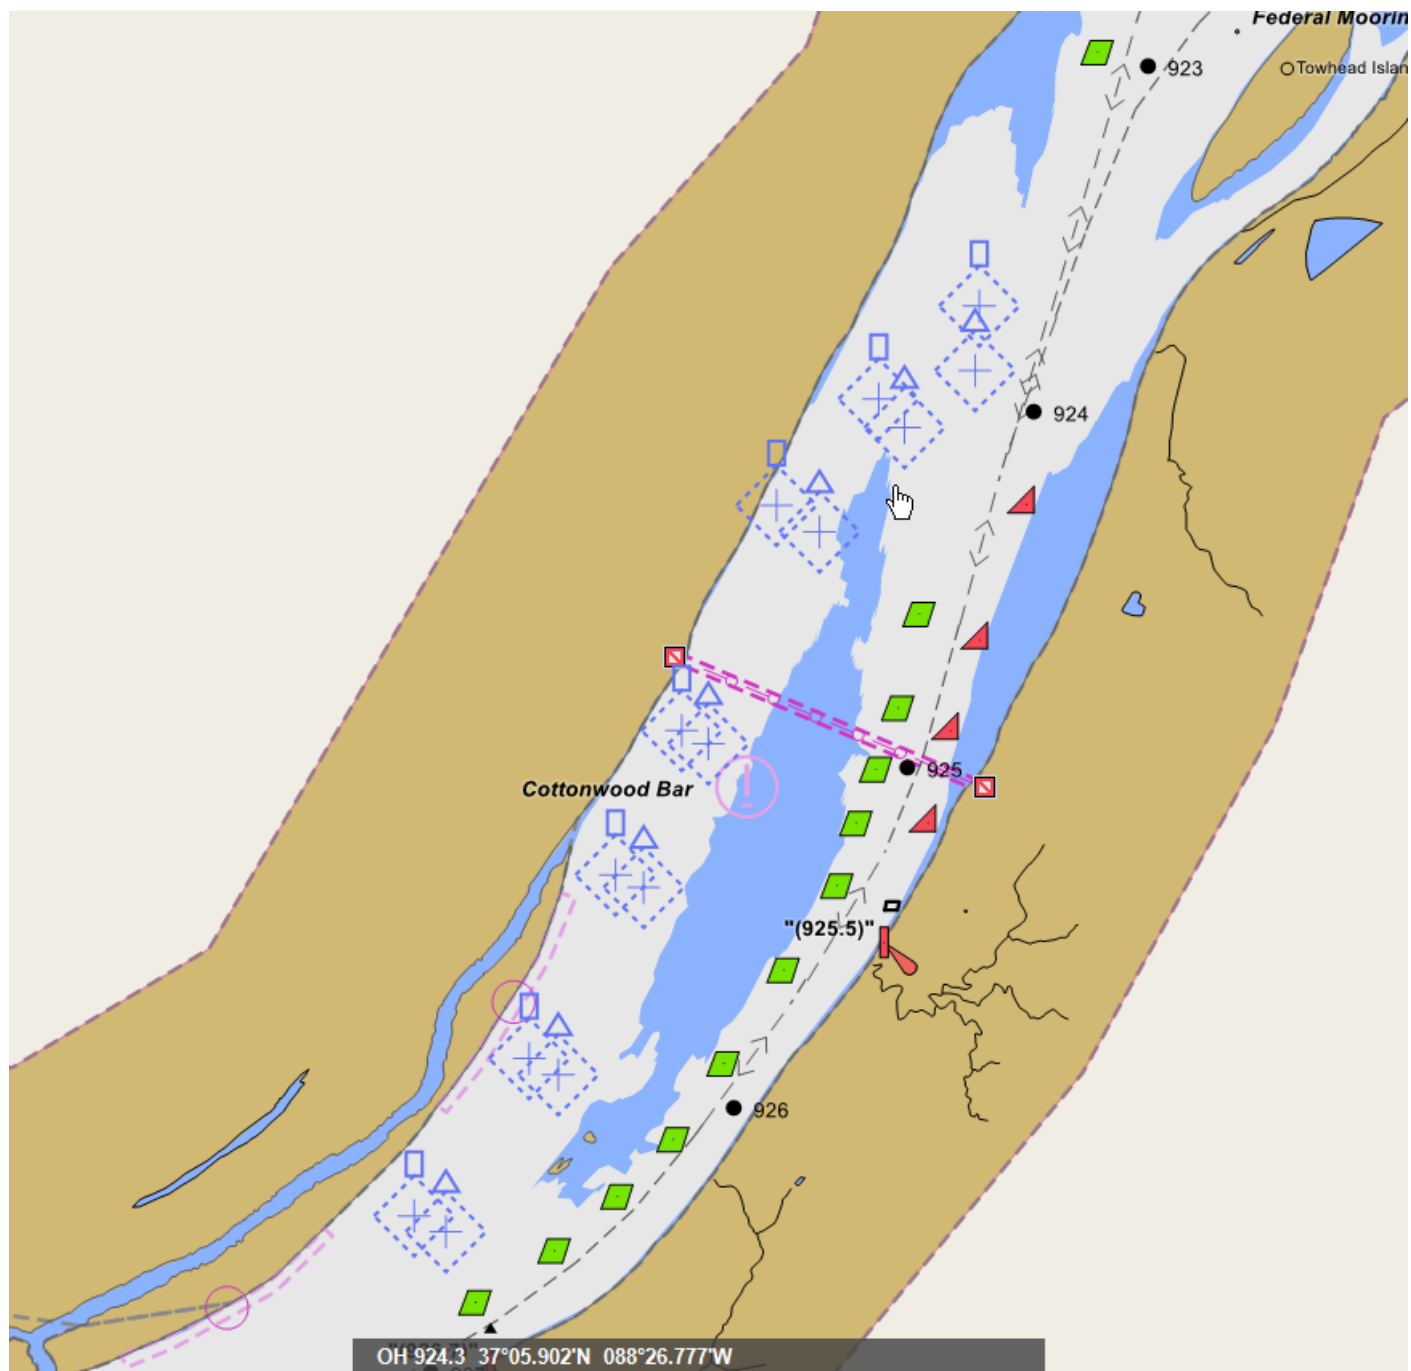 Federal Moorin
923
Towhead Islan
924
925
Cottonwood Bar
"(925.5)"
926
OH 924.3 37°05.902'N 088°26.777'W